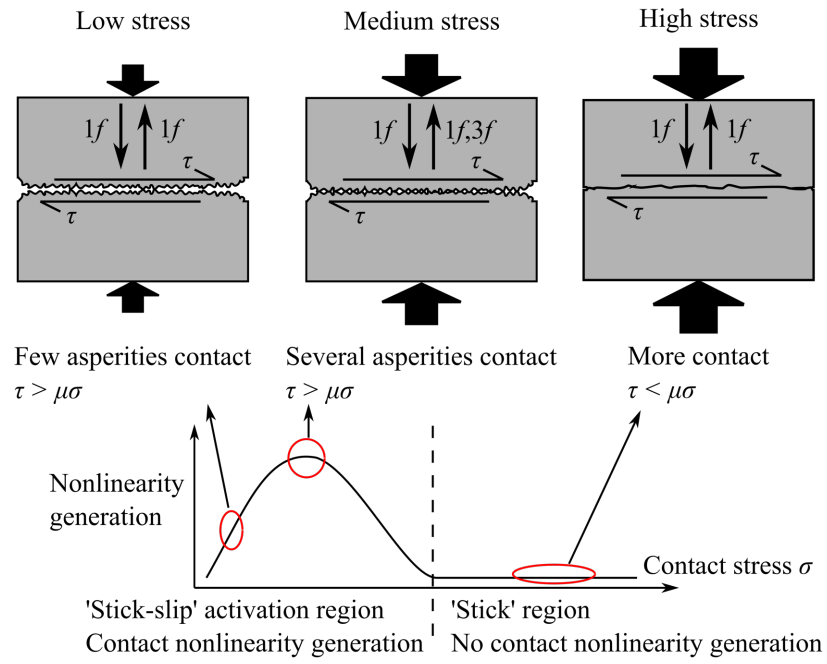 Low stress
Medium stress
High stress
1f
1f
1f
1f,3f
1f
1f
τ
τ
τ
τ
τ
τ
Few asperities contact
τ > μσ
Several asperities contact
τ > μσ
More contact
τ < μσ
Nonlinearity
generation
Contact stress σ
'Stick-slip' activation region
Contact nonlinearity generation
'Stick' region
No contact nonlinearity generation